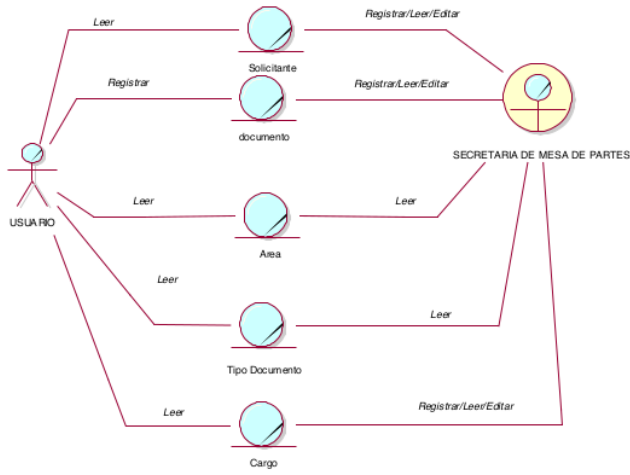 Leer
Registrar/Leer/Editar
Solicitante
Registrar
Registrar/Leer/Editar
documento
SECRETARIA DE MESA DE PARTES
USUARIO
Leer
Leer
Area
Leer
Leer
Tipo Documento
Leer
Registrar/Leer/Editar
Cargo